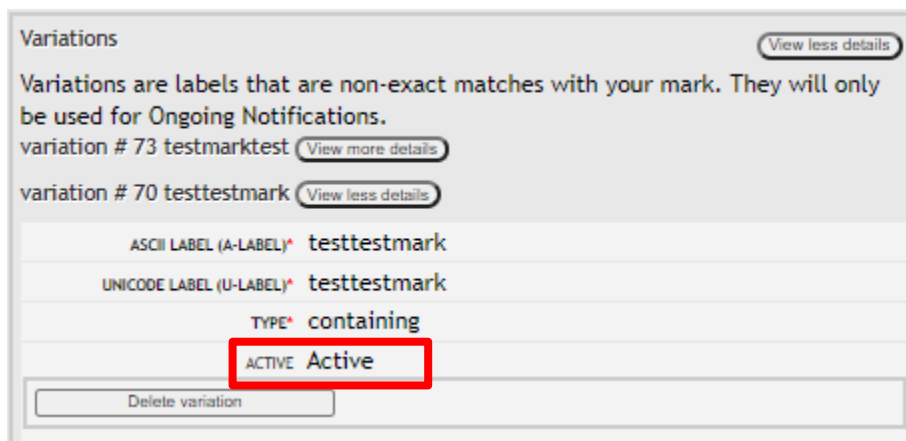 Variations
View less details
Variations are labels that are non-exact matches with your mark. They will only
be used for Ongoing Notifications.
variation # 73 testmarktest View more details
variation # 70 testtestmark View less details
ASCII LABEL (A-LABEL)* testtestmark
UNICODE LABEL (U-LABEL)* testtestmark
TYPE* containing
ACTIVE Active
Delete variation